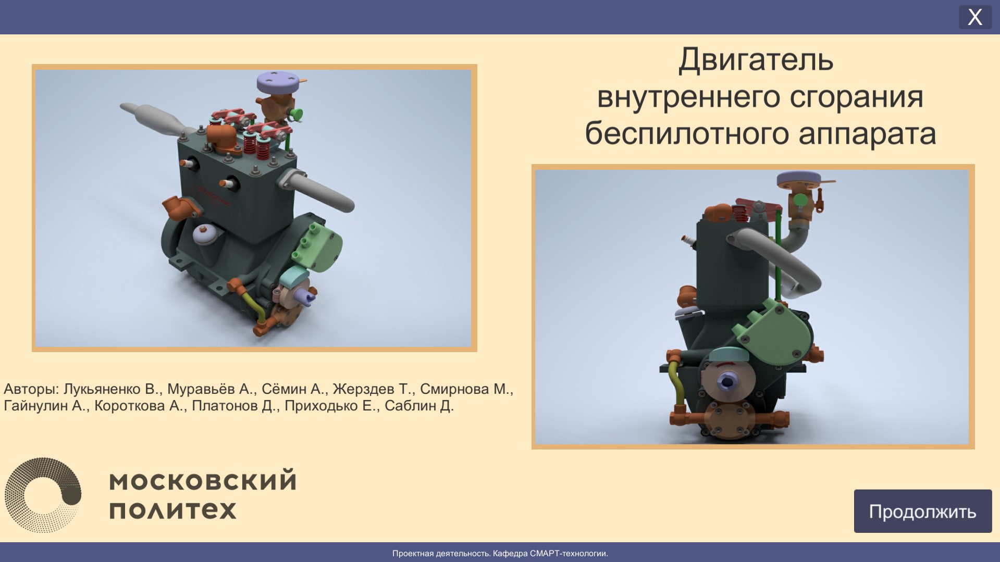 X
Двигатель
внутреннего сгорания
беспилотного аппарата
Авторы: Лукьяненко В., Муравьёв А., Сёмин А., Жерздев Т., Смирнова М.,
Гайнулин А., Короткова А., Платонов Д., Приходько Е., Саблин Д.
московский
политех
Продолжить
Проектная деятельность. Кафедра СМАРТ-технологии.